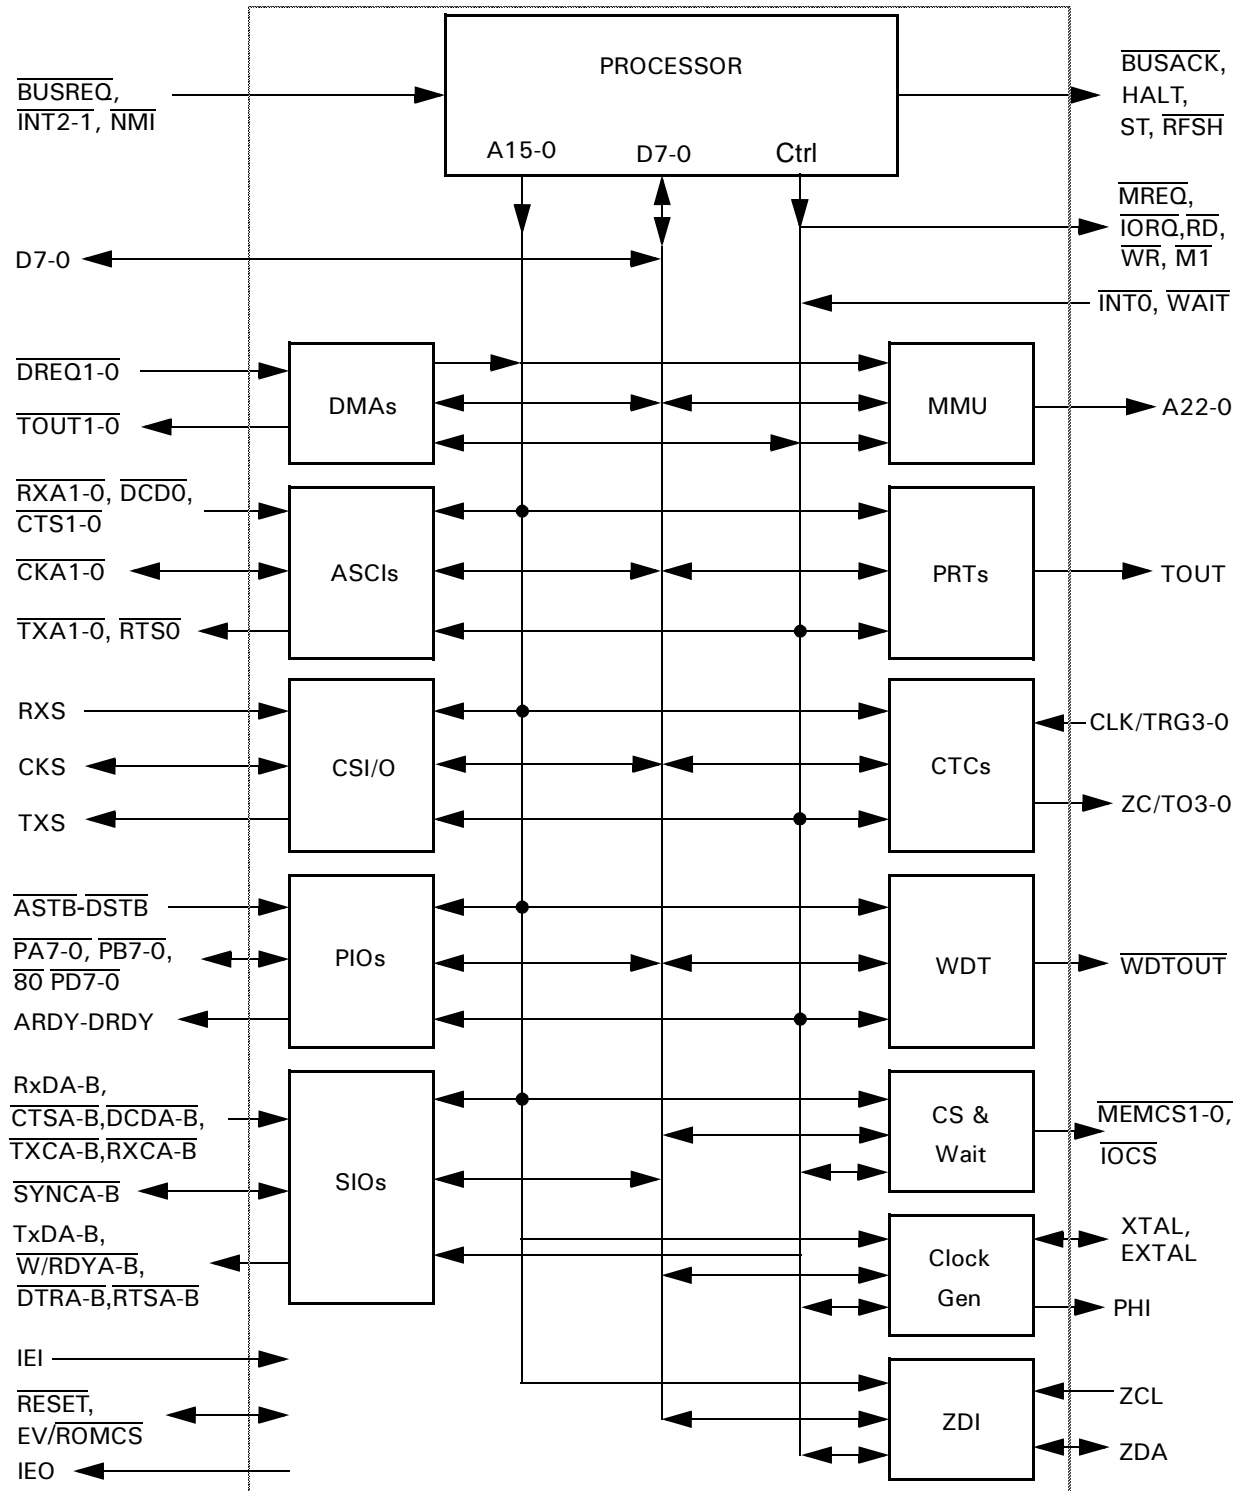 PROCESSOR
A15-0
D7-0
Ctrl
BUSREQ,
INT2-1, NMI
BUSACK,
HALT,
ST, RFSH
MREQ,
IORQ,RD,
WR, M1
D7-0
INT0, WAIT
DREQ1-0
TOUT1-0
DMAs
MMU
A22-0
RXA1-0, DCD0,
CTS1-0
CKA1-0
TXA1-0, RTS0
ASCIs
PRTs
TOUT
RXS
CKS
TXS
CSI/O
CTCs
CLK/TRG3-0
ZC/TO3-0
ASTB-DSTB
PA7-0, PB7-0,
80 PD7-0
ARDY-DRDY
PIOs
WDT
WDTOUT
RxDA-B,
CTSA-B,DCDA-B,
TXCA-B,RXCA-B
SYNCA-B
TxDA-B,
W/RDYA-B,
DTRA-B,RTSA-B
SIOs
CS &
Wait
MEMCS1-0,
IOCS
Clock
Gen
XTAL,
EXTAL
PHI
IEI
RESET,
EV/ROMCS
IEO
ZDI
ZCL
ZDA